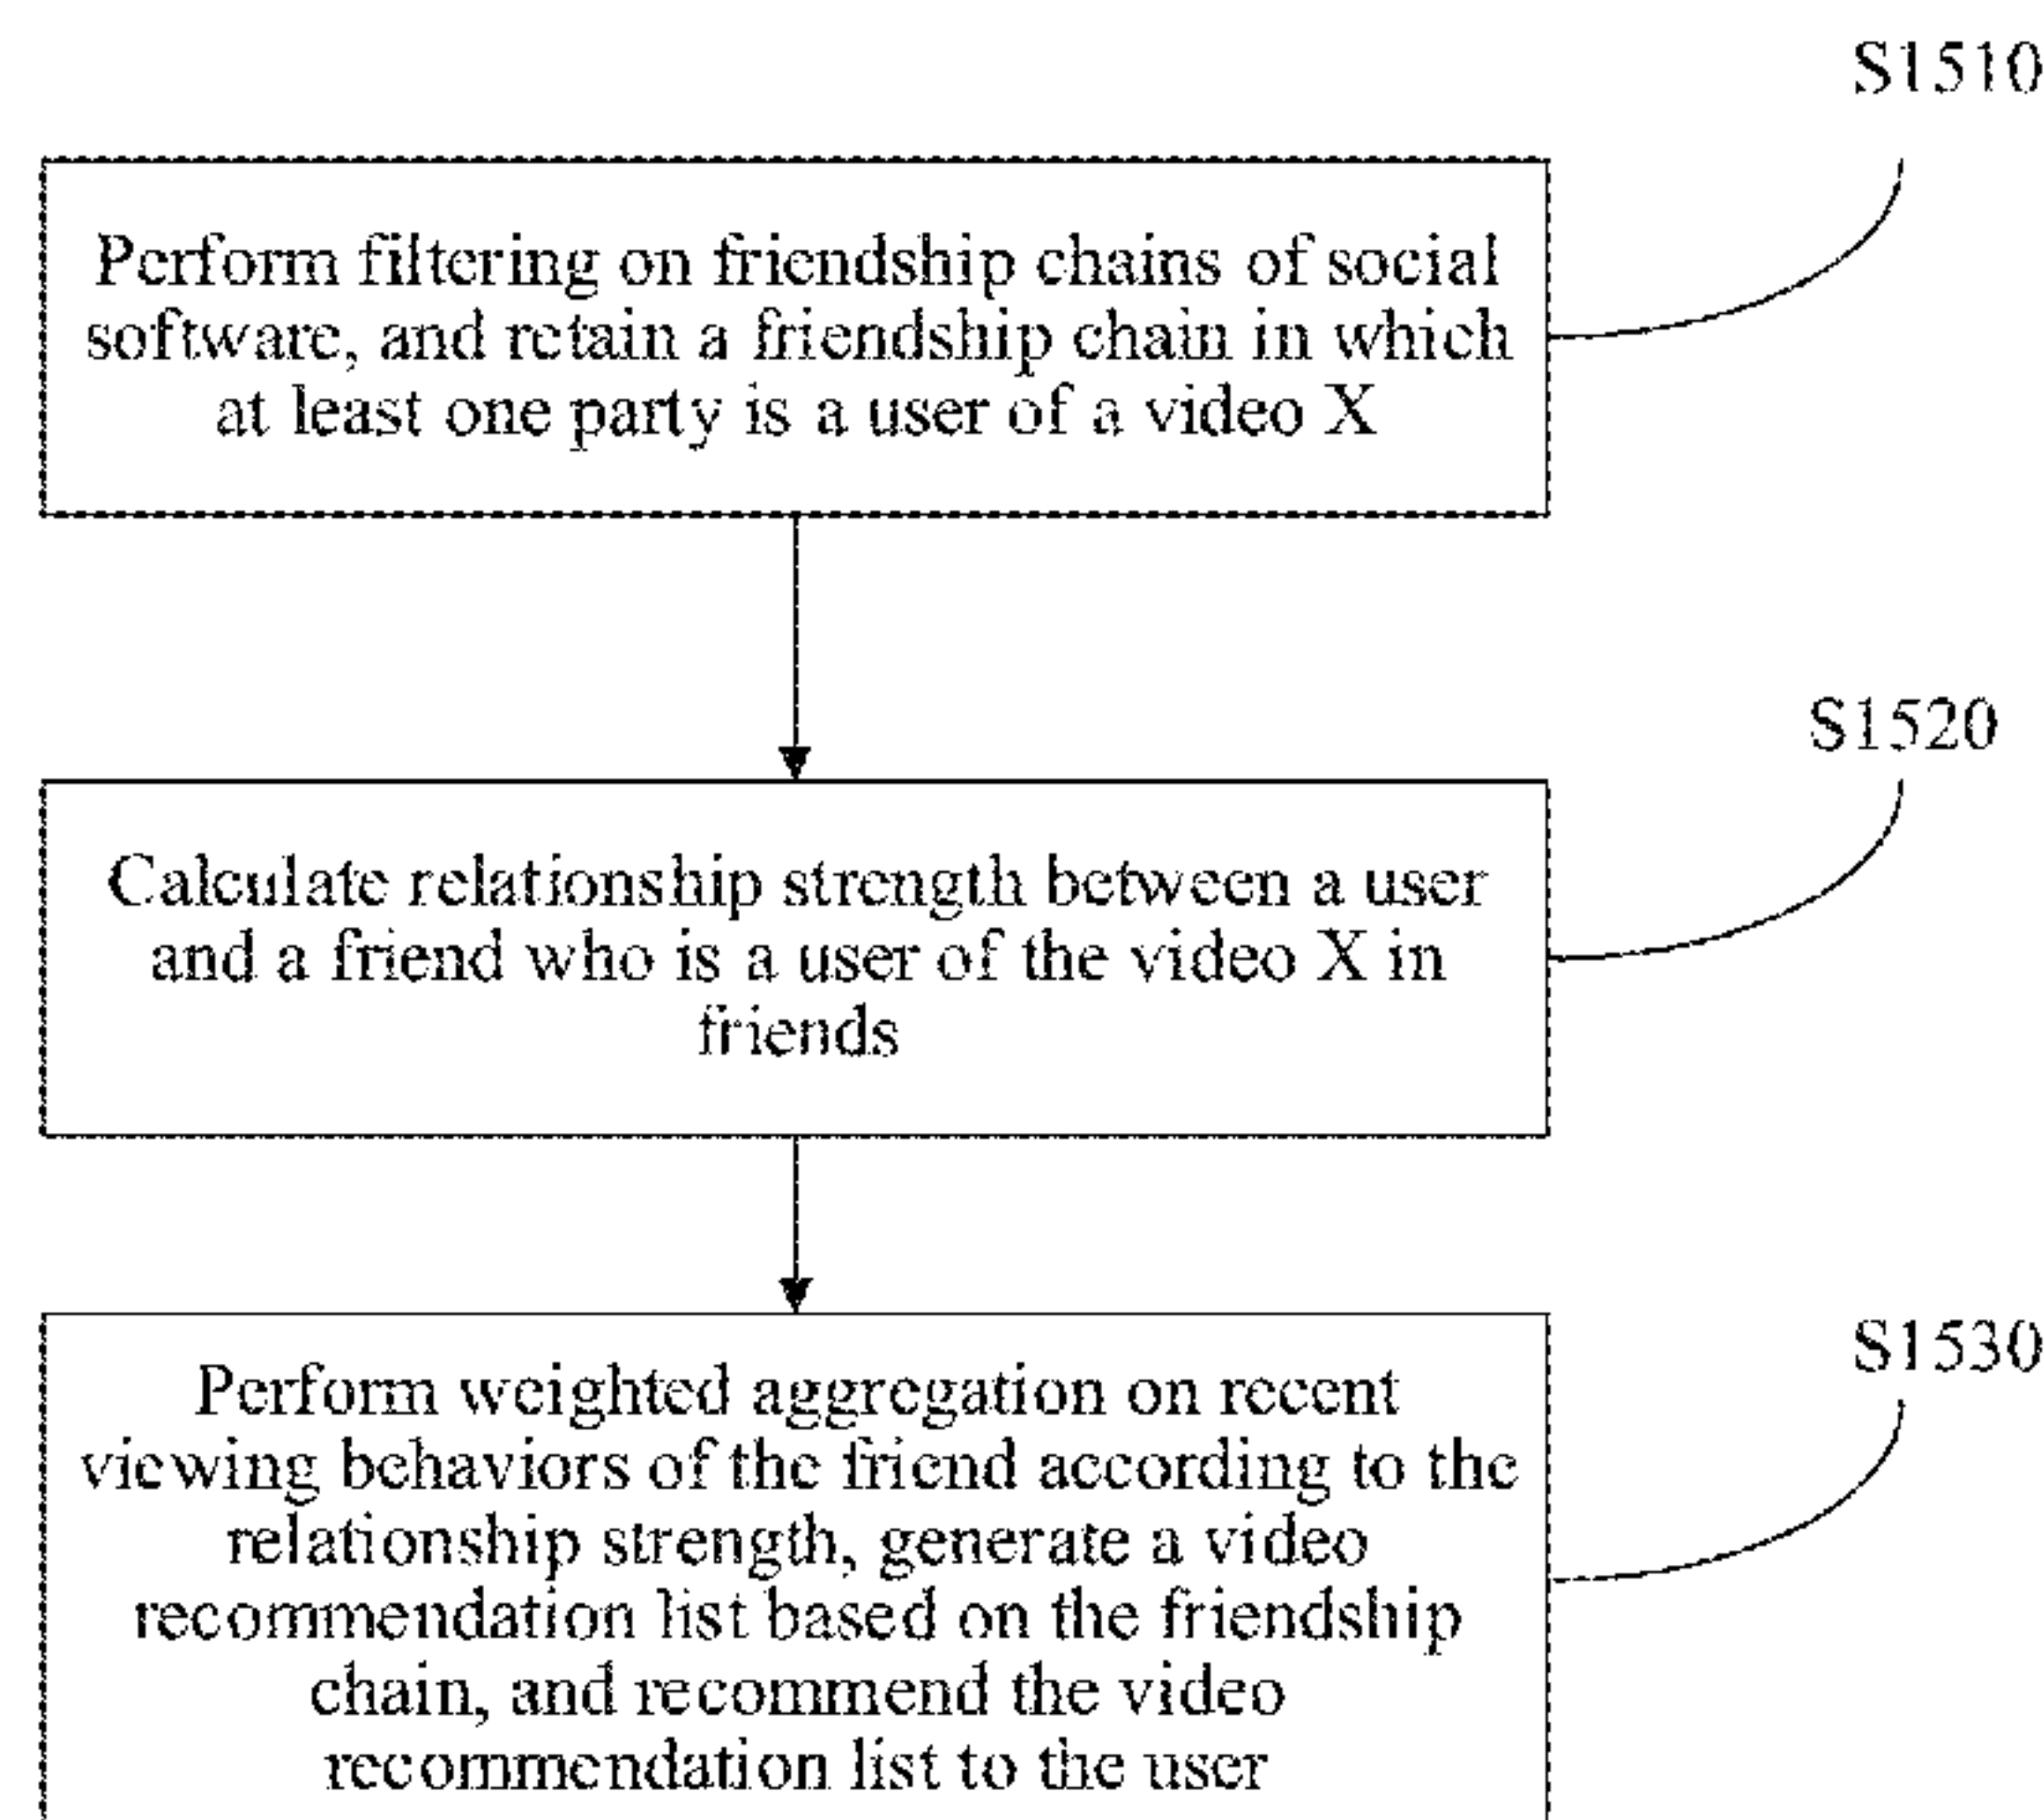 S1510
Perform filtering on friendship chains of social
software, and retain a friendship chain in which
at least one party is a user of a video X
S1520
Calculate relationship strength between a user
and a friend who is a user of the video X in
friends
S1530
Perform weighted aggregation on recent
viewing behaviors of the friend according to the
relationship strength, generate a video
recommendation list based on the friendship
chain, and recommend the video
recommendation list to the user